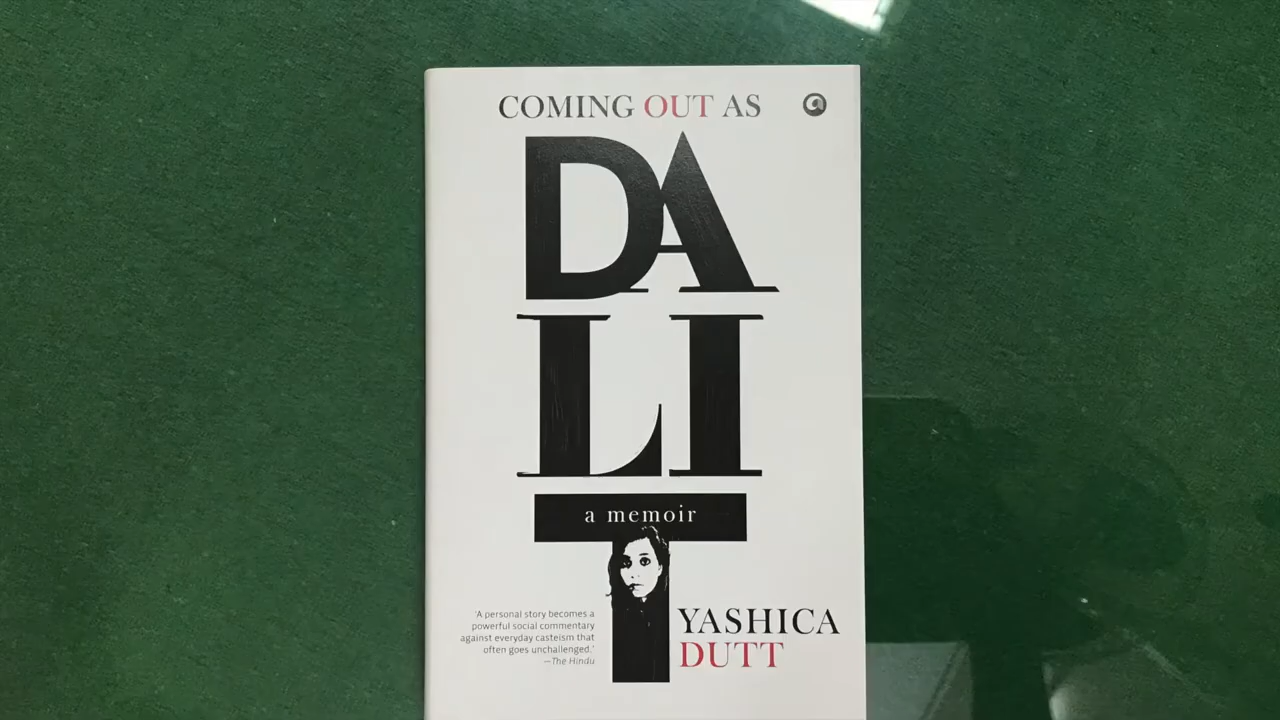 COMING OUT AS
DA
LI
T
a memoir
'A personal story becomes a
powerful social commentary
against everyday casteism that
often goes unchallenged.'
—The Hindu
YASHICA
DUTT